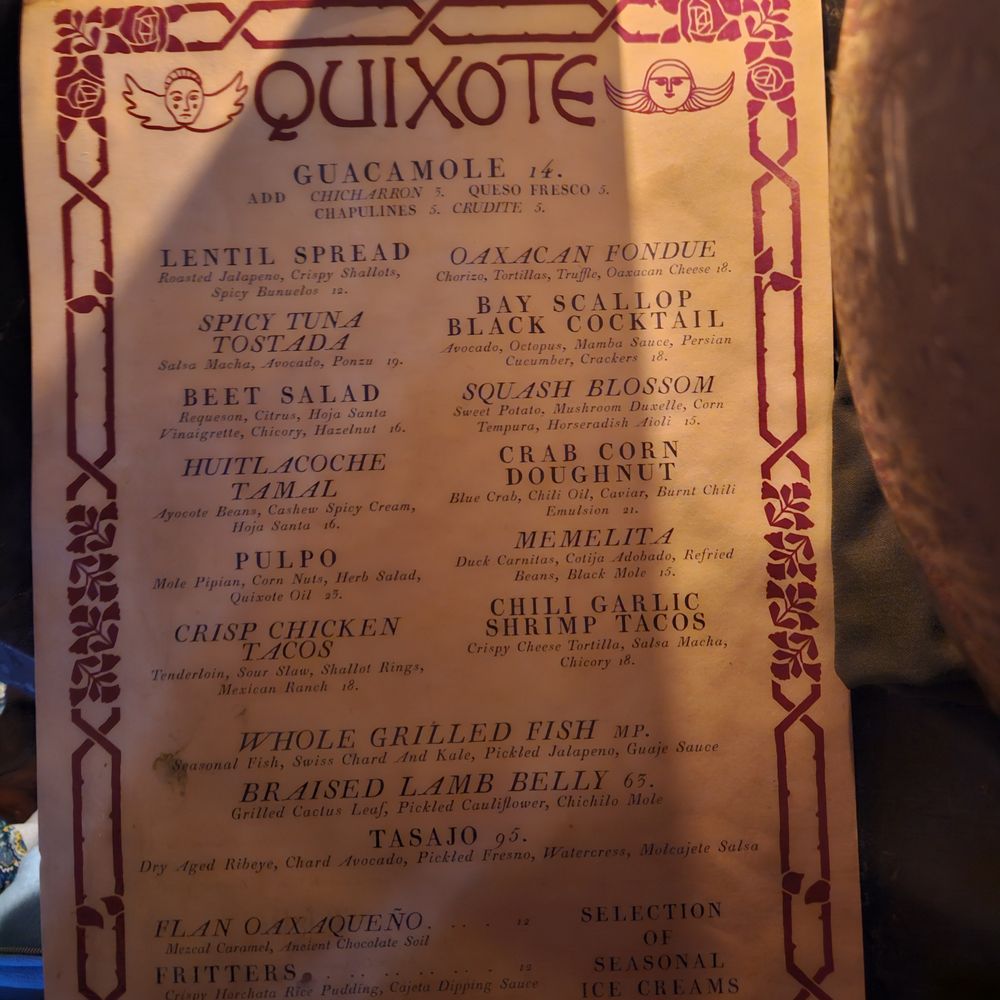 QUIXOTE
GUACAMOLE 14.
ADD CHICHARRON 3. QUESO FRESCO 5.
CHAPULINES 5. CRUDITE 5.
LENTIL SPREAD
Roasted Jalapeno, Crispy Shallots,
Spicy Bunuelos 12.
SPICY TUNA
TOSTADA
Salsa Macha, Avocado, Ponzu 19.
BEET SALAD
Requeson, Citrus, Hoja Santa
Vinaigrette, Chicory, Hazelnut 16.
HUITLACOCHE
TAMAL
Ayocote Beans, Cashew Spicy Cream,
Hoja Santa 16.
PULPO
Mole Pipian, Corn Nuts, Herb Salad,
Quixote Oil 23.
CRISP CHICKEN
TACOS
Tenderloin, Sour Slaw, Shallot Rings,
Mexican Ranch 18.
OAXACAN FONDUE
Chorizo, Tortillas, Truffle, Oaxacan Cheese 18.
BAY SCALLOP
BLACK COCKTAIL
Avocado, Octopus, Mamba Sauce, Persian
Cucumber, Crackers 18.
SQUASH BLOSSOM
Sweet Potato, Mushroom Duxelle, Corn
Tempura, Horseradish Aioli 15.
CRAB CORN
DOUGHNUT
Blue Crab, Chili Oil, Caviar, Burnt Chili
Emulsion 21.
MEMELITA
Duck Carnitas, Cotija Adobado, Refried
Beans, Black Mole 15.
CHILI GARLIC
SHRIMP TACOS
Crispy Cheese Tortilla, Salsa Macha,
Chicory 18.
WHOLE GRILLED FISH MP.
Seasonal Fish, Swiss Chard And Kale, Pickled Jalapeno, Guaje Sauce
BRAISED LAMB BELLY 63.
Grilled Cactus Leaf, Pickled Cauliflower, Chichilo Mole
TASAJO 95.
Dry Aged Ribeye, Chard Avocado, Pickled Fresno, Watercress, Molcajete Salsa
FLAN OAXAQUEÑO. . . . . 12
Mezcal Caramel, Ancient Chocolate Soil
FRITTERS. . . . . . . . . . 12
Crispy Horchata Rice Pudding, Cajeta Dipping Sauce
SELECTION
OF
SEASONAL
ICE CREAMS